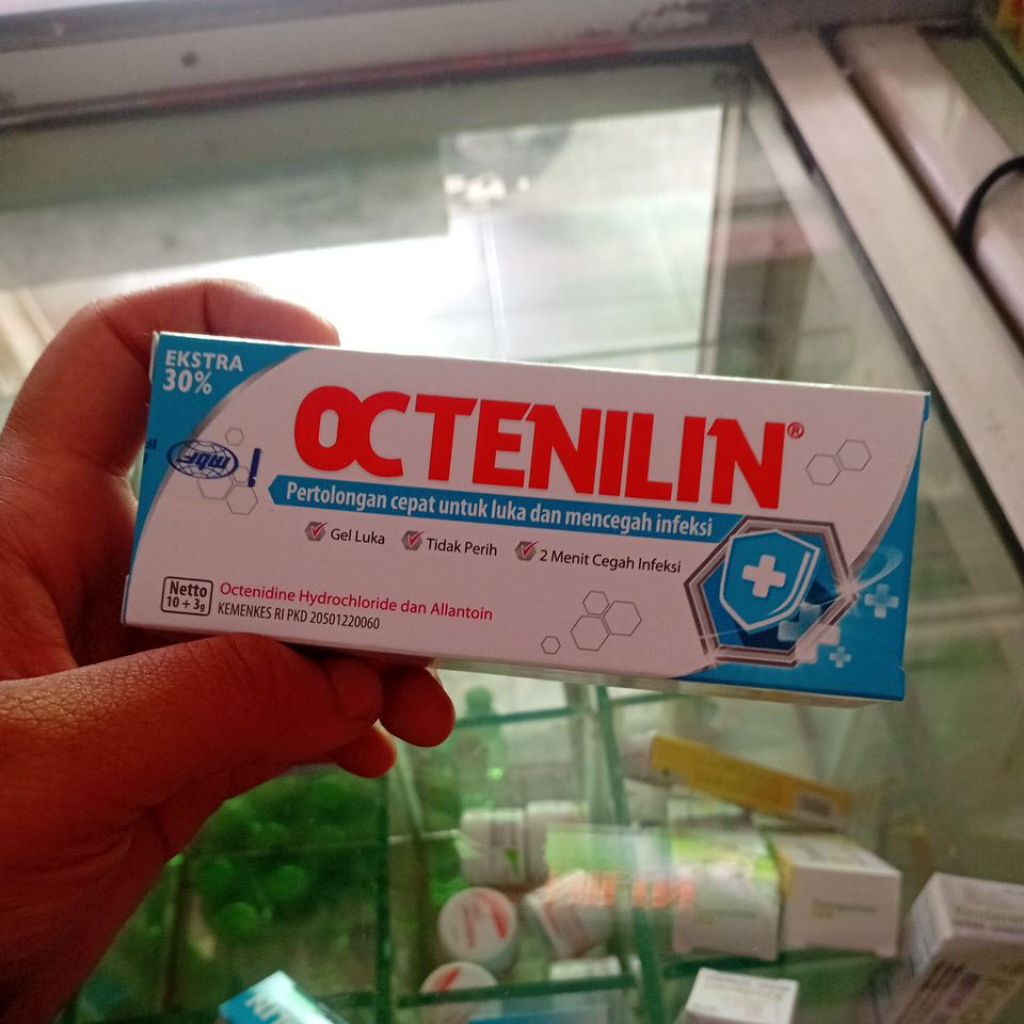 EKSTRA
30%
OCTENILIN®
Pertolongan cepat untuk luka dan mencegah infeksi
Gel Luka Tidak Perih 2 Menit Cegah Infeksi
Netto
10 + 3g
Octenidine Hydrochloride dan Allantoin
KEMENKES RI PKD 20501220060